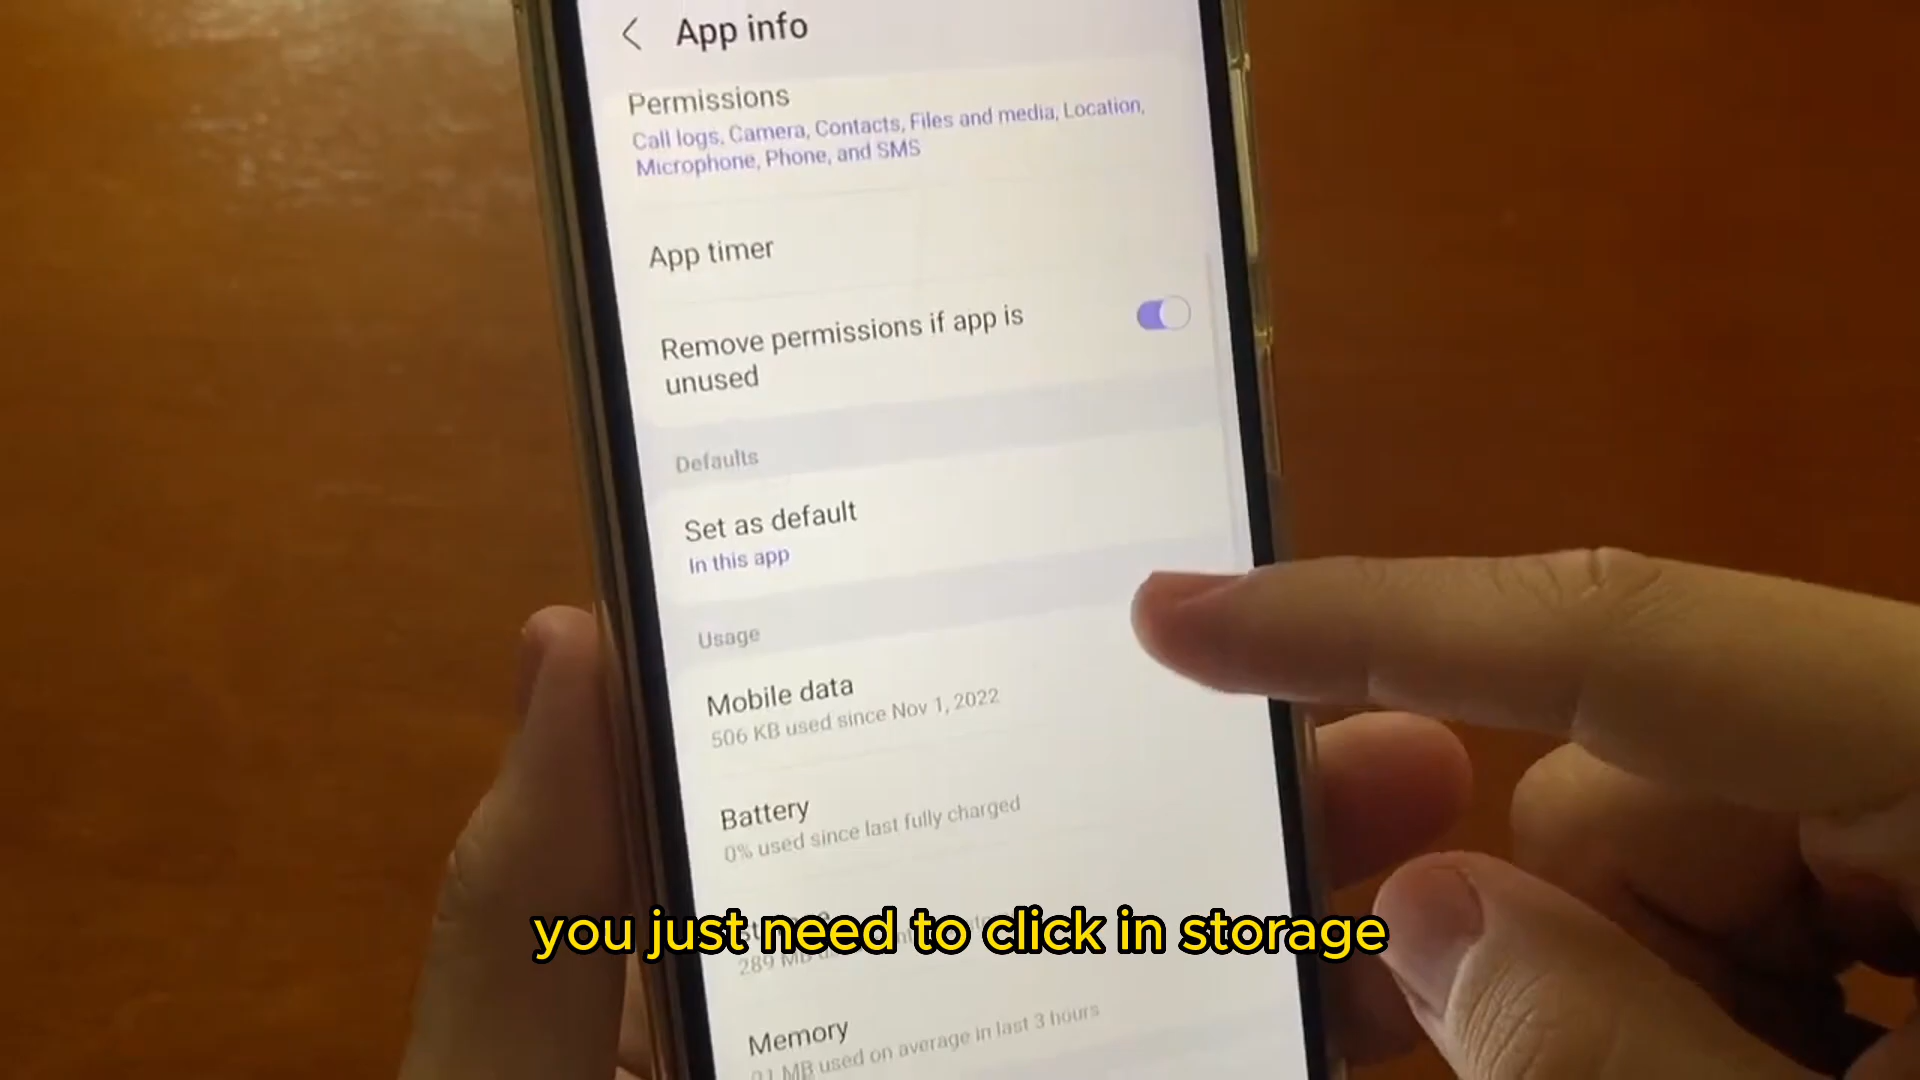 App info
Permissions
Call logs, Camera, Contacts, Files and media, Location,
Microphone, Phone, and SMS
App timer
Remove permissions if app is
unused
Defaults
Set as default
In this app
Usage
Mobile data
506 KB used since Nov 1, 2022
Battery
0% used since last fully charged
you just need to click in storage
289 MB
Memory
MB used on average in last 3 hours